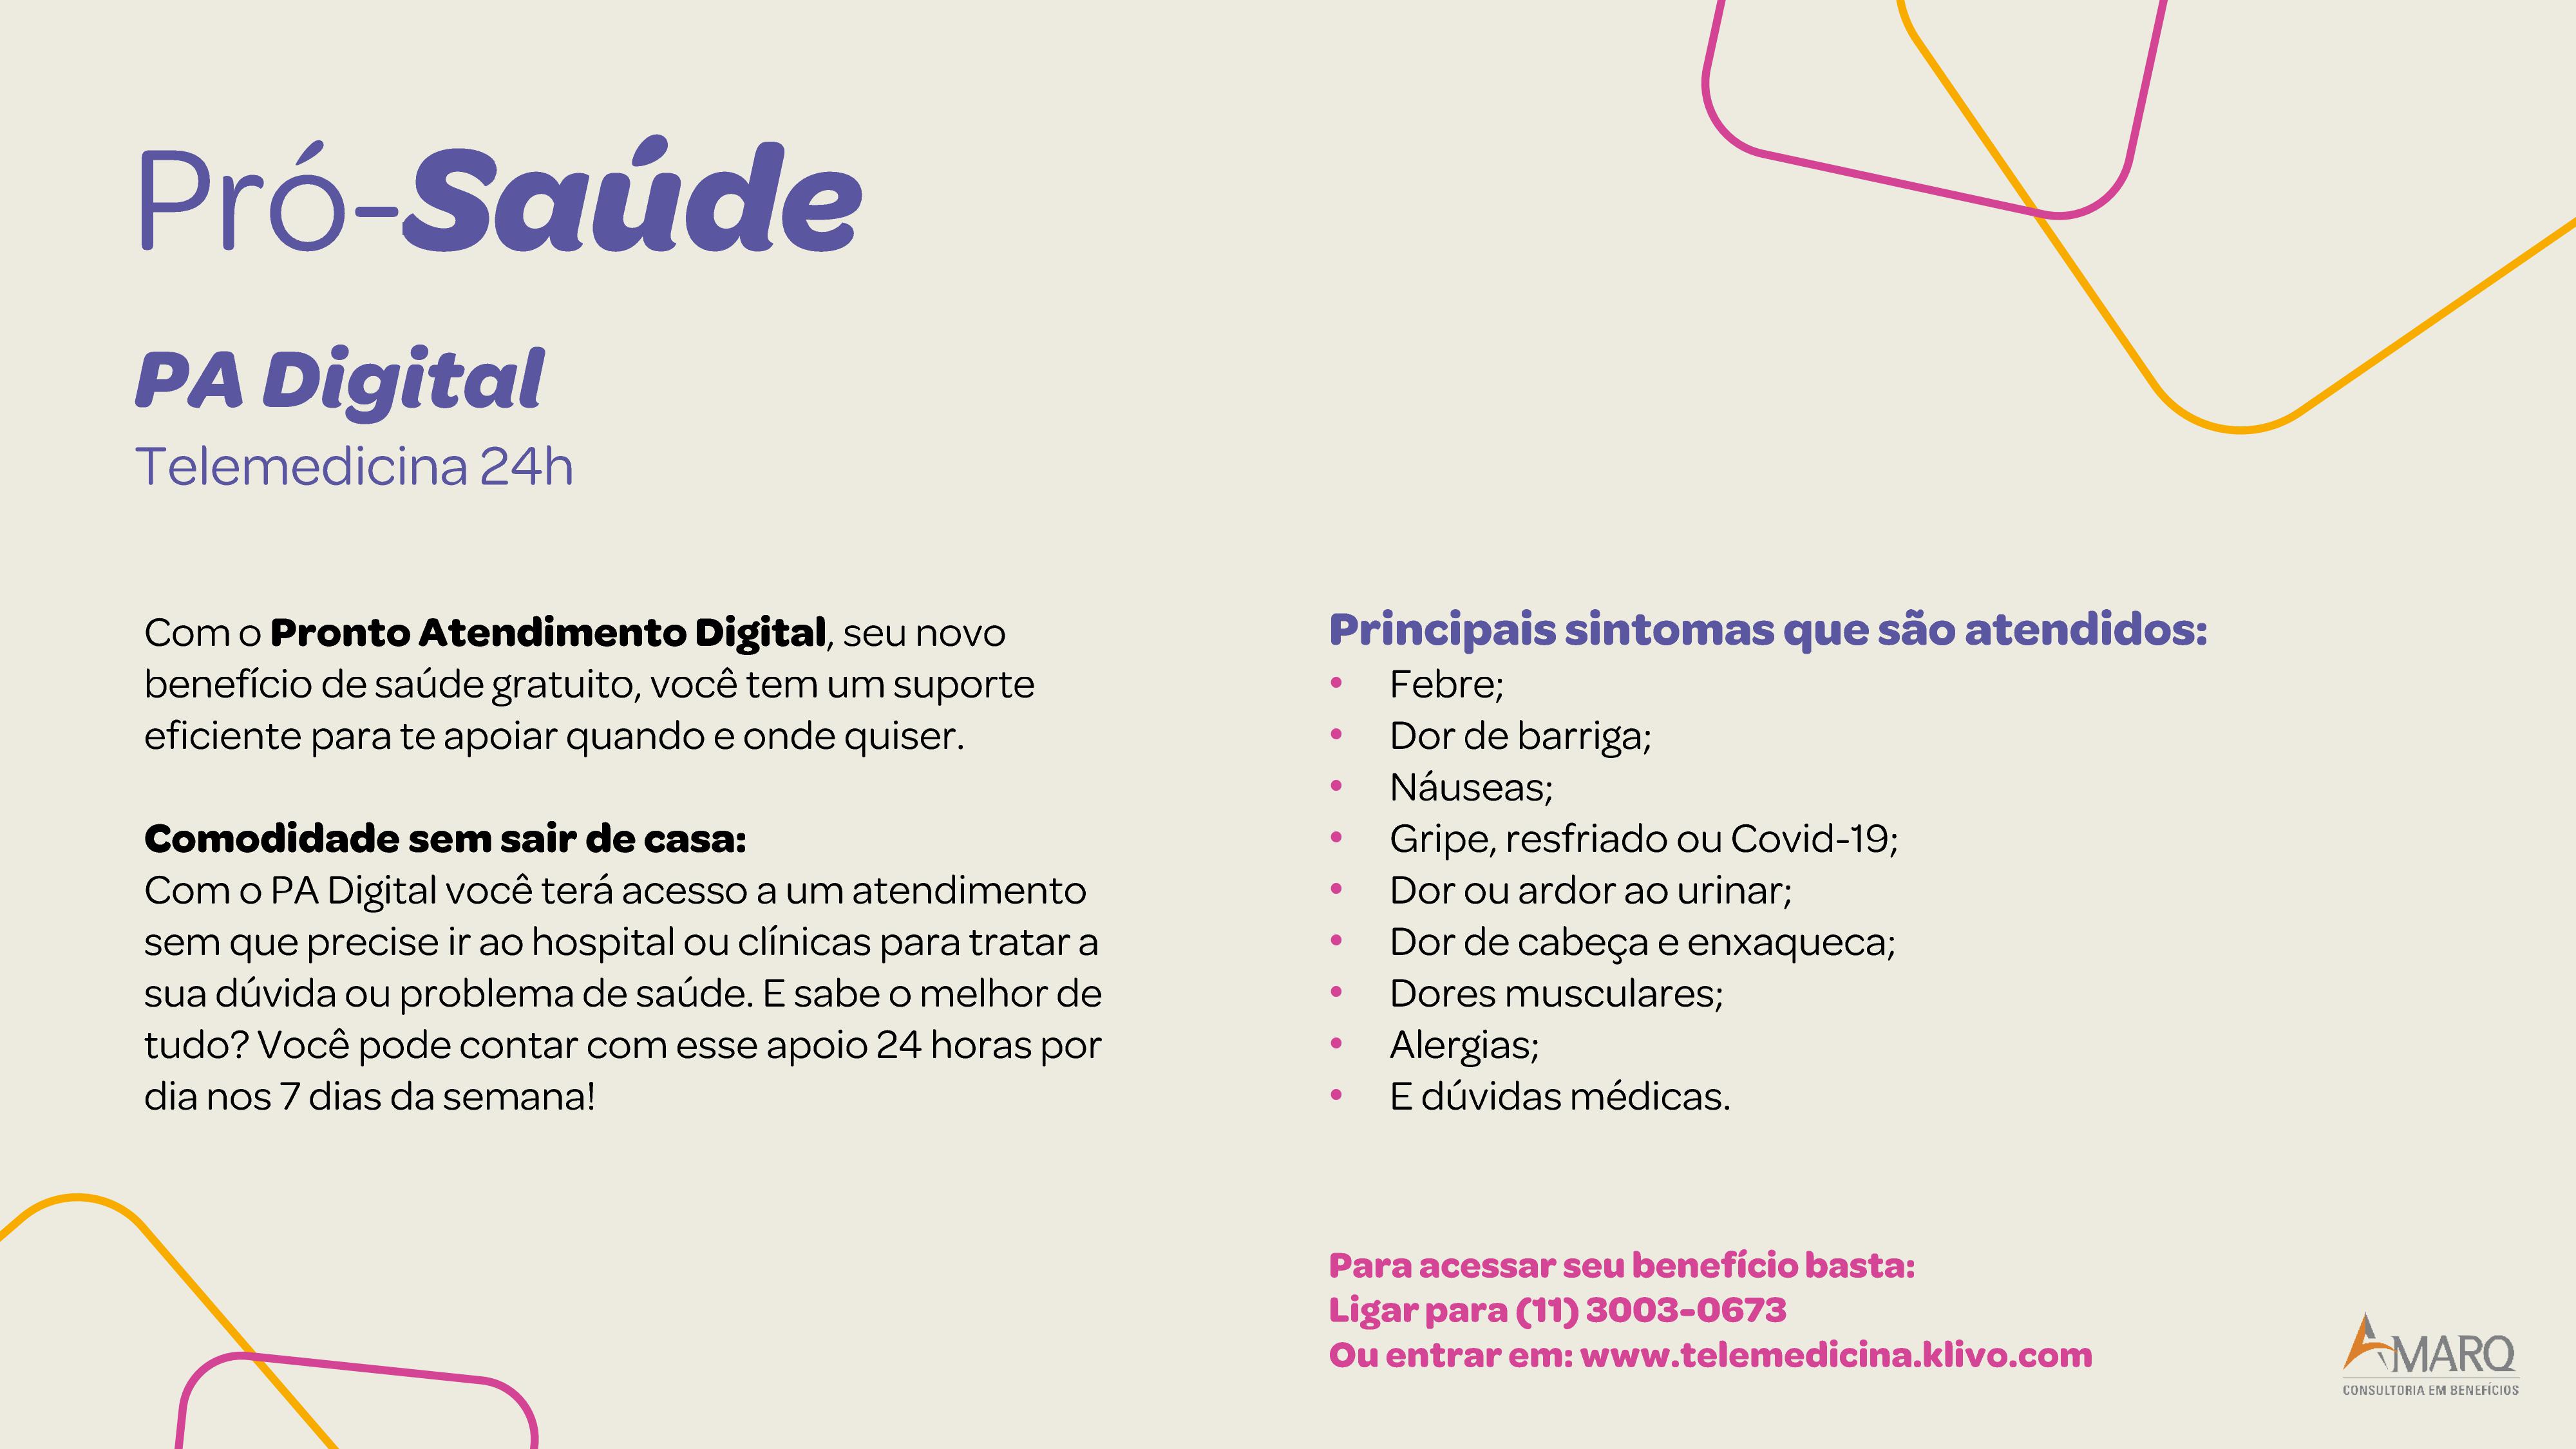 Pró-Saúde
PA Digital
Telemedicina 24h
Com o Pronto Atendimento Digital, seu novo
benefício de saúde gratuito, você tem um suporte
eficiente para te apoiar quando e onde quiser.
Comodidade sem sair de casa:
Com o PA Digital você terá acesso a um atendimento
sem que precise ir ao hospital ou clínicas para tratar a
sua dúvida ou problema de saúde. E sabe o melhor de
tudo? Você pode contar com esse apoio 24 horas por
dia nos 7 dias da semana!
Principais sintomas que são atendidos:
• Febre;
• Dor de barriga;
• Náuseas;
• Gripe, resfriado ou Covid-19;
• Dor ou ardor ao urinar;
• Dor de cabeça e enxaqueca;
• Dores musculares;
• Alergias;
• E dúvidas médicas.
Para acessar seu benefício basta:
Ligar para (11) 3003-0673
Ou entrar em: www.telemedicina.klivo.com
AMARQ
CONSULTORIA EM BENEFÍCIOS